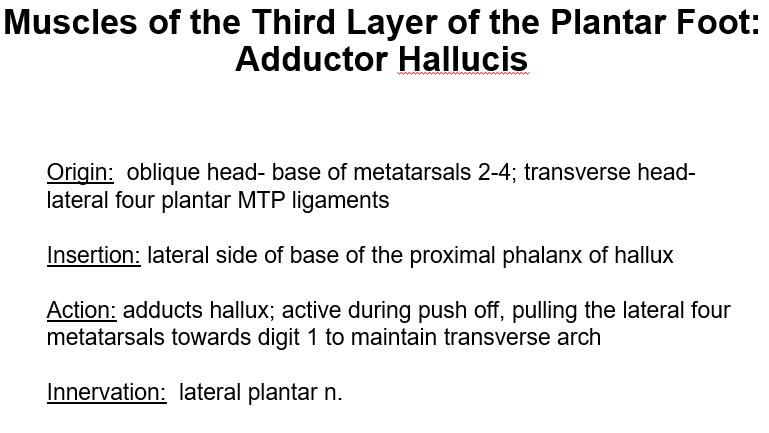 Muscles of the Third Layer of the Plantar Foot:
Adductor Hallucis
Origin:  oblique head- base of metatarsals 2-4; transverse head-
lateral four plantar MTP ligaments
Insertion: lateral side of base of the proximal phalanx of hallux
Action: adducts hallux; active during push off, pulling the lateral four
metatarsals towards digit 1 to maintain transverse arch
Innervation:  lateral plantar n.